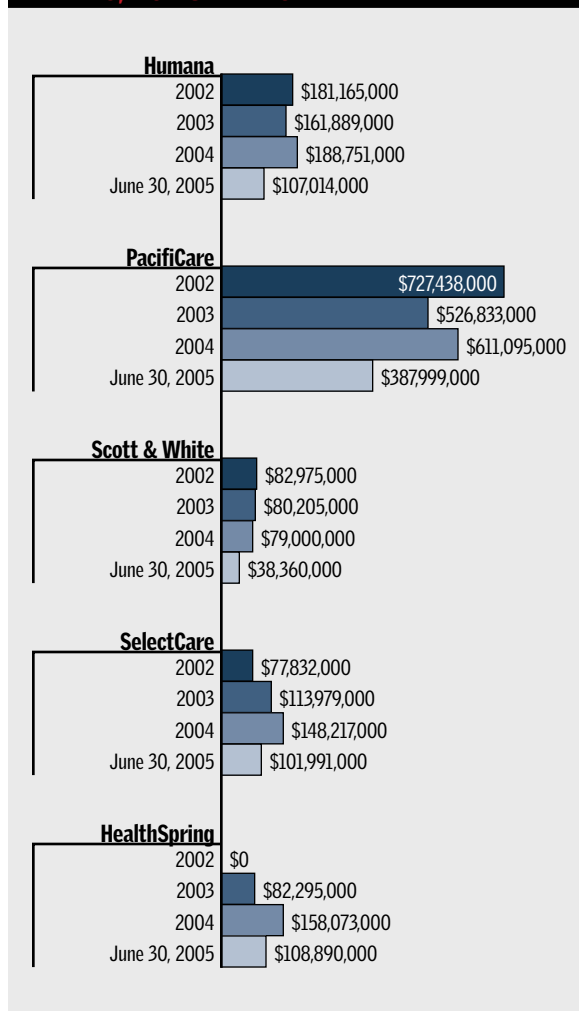 Humana
2002 $181,165,000
2003 $161,889,000
2004 $188,751,000
June 30, 2005 $107,014,000
PacifiCare
2002 $727,438,000
2003 $526,833,000
2004 $611,095,000
June 30, 2005 $387,999,000
Scott & White
2002 $82,975,000
2003 $80,205,000
2004 $79,000,000
June 30, 2005 $38,360,000
SelectCare
2002 $77,832,000
2003 $113,979,000
2004 $148,217,000
June 30, 2005 $101,991,000
HealthSpring
2002 $0
2003 $82,295,000
2004 $158,073,000
June 30, 2005 $108,890,000